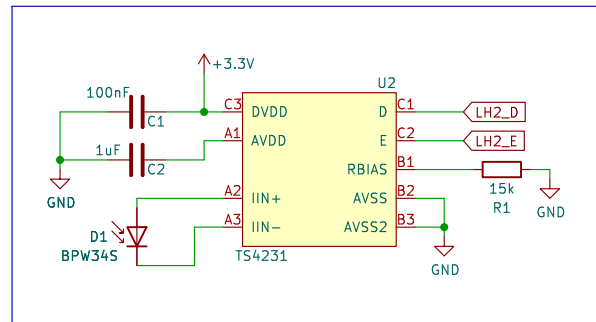 +3.3V
U2
100nF
C1
C3 DVDD
D C1
LH2_D
1uF
C2
A1 AVDD
E C2
LH2_E
RBIAS B1
15k
R1
GND
GND
A2 IIN+
AVSS B2
A3 IIN-
AVSS2 B3
D1
BPW34S
TS4231
GND